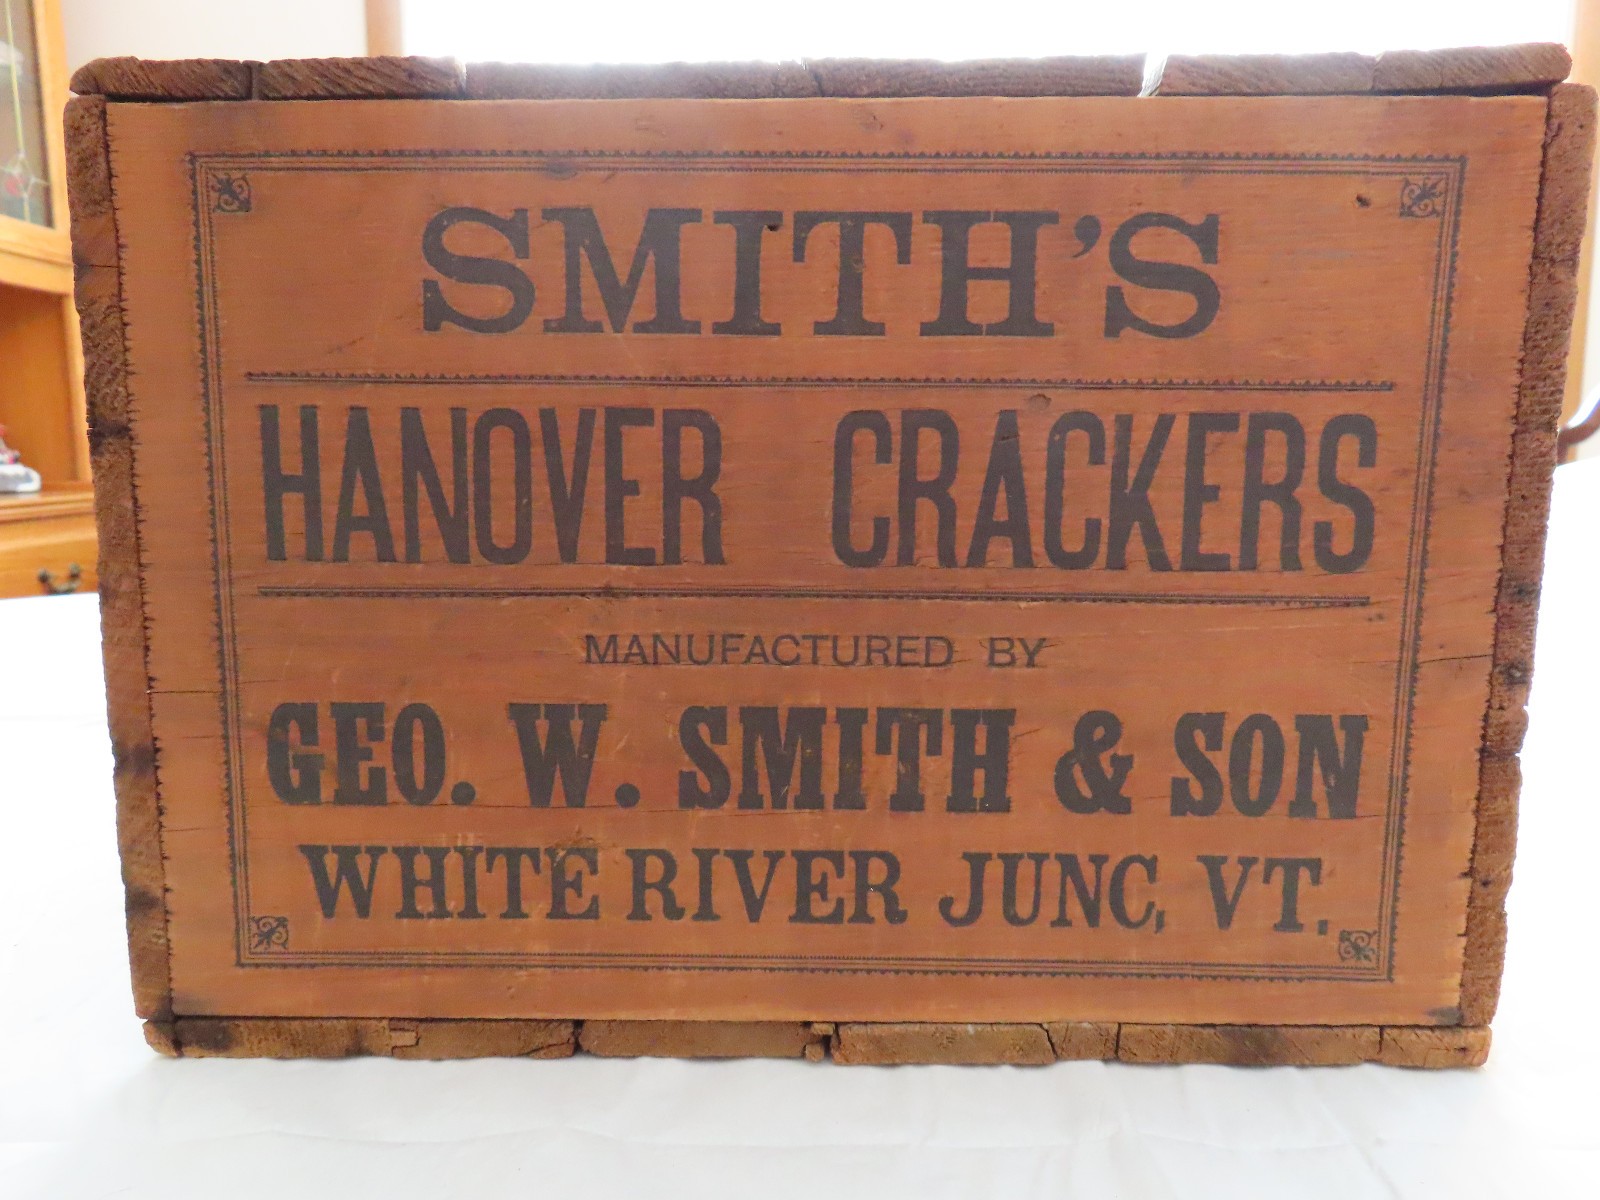 SMITH'S
HANOVER CRACKERS
MANUFACTURED BY
GEO. W. SMITH & SON
WHITE RIVER JUNC, VT.